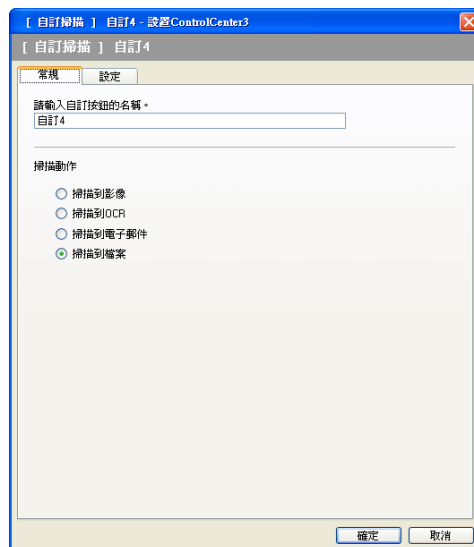 [ 自訂掃描 ] 自訂4 - 設置ControlCenter3
[ 自訂掃描 ] 自訂4
常規 設定
請輸入自訂按鈕的名稱。
自訂4
掃描動作
掃描到影像
掃描到OCR
掃描到電子郵件
掃描到檔案
確定 取消